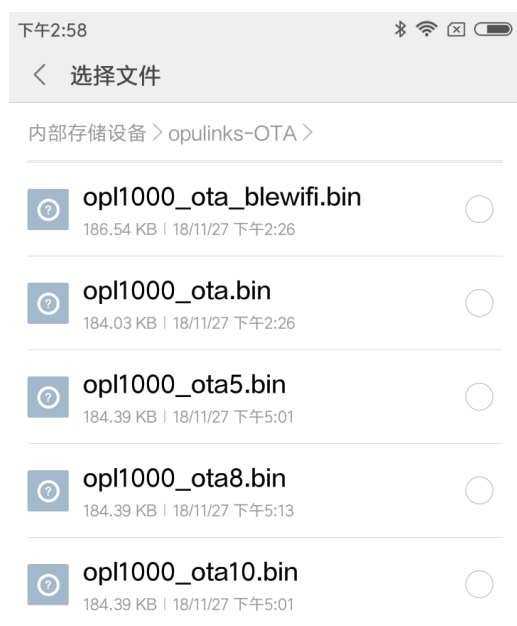 下午2:58
选择文件
内部存储设备 > opulinks-OTA >
opl1000_ota_blewifi.bin
186.54 KB | 18/11/27 下午2:26
opl1000_ota.bin
184.03 KB | 18/11/27 下午2:26
opl1000_ota5.bin
184.39 KB | 18/11/27 下午5:01
opl1000_ota8.bin
184.39 KB | 18/11/27 下午5:13
opl1000_ota10.bin
184.39 KB | 18/11/27 下午5:01